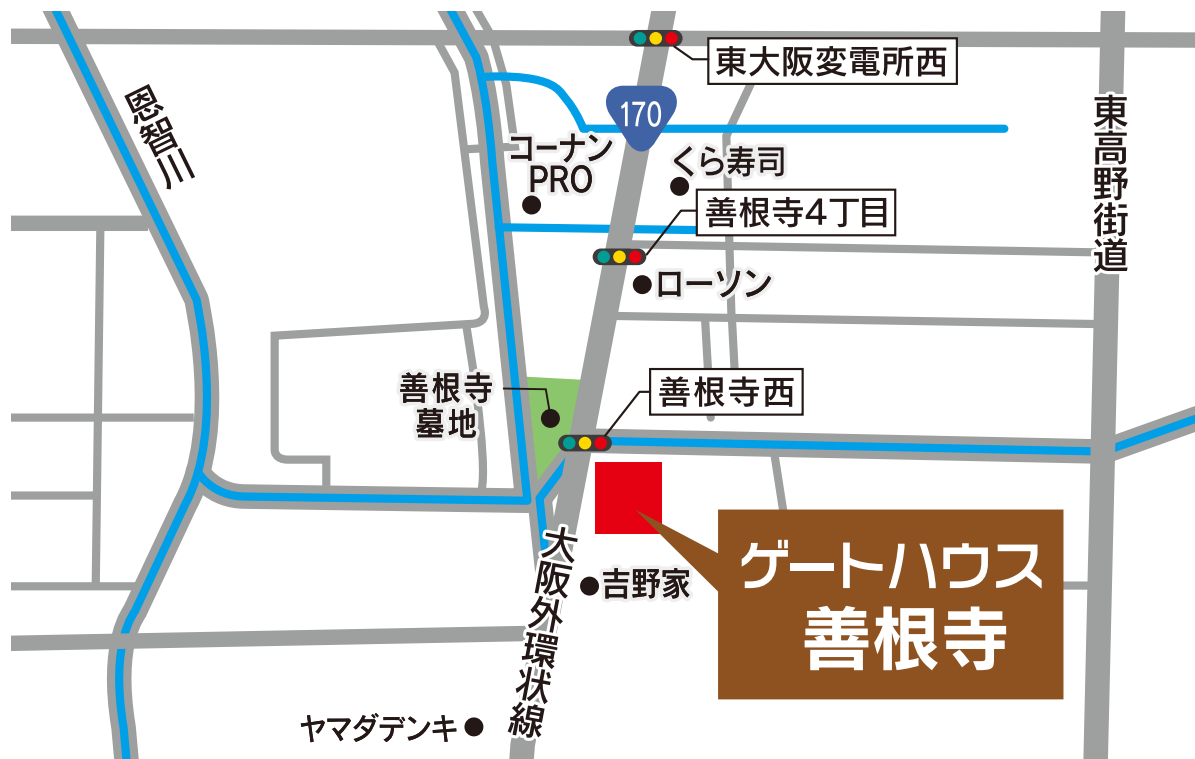 東大阪変電所西
恩智川
170
東高野街道
コーナン
PRO
くら寿司
善根寺4丁目
ローソン
善根寺
墓地
善根寺西
大阪外環状線
吉野家
ゲートハウス
善根寺
ヤマダデンキ